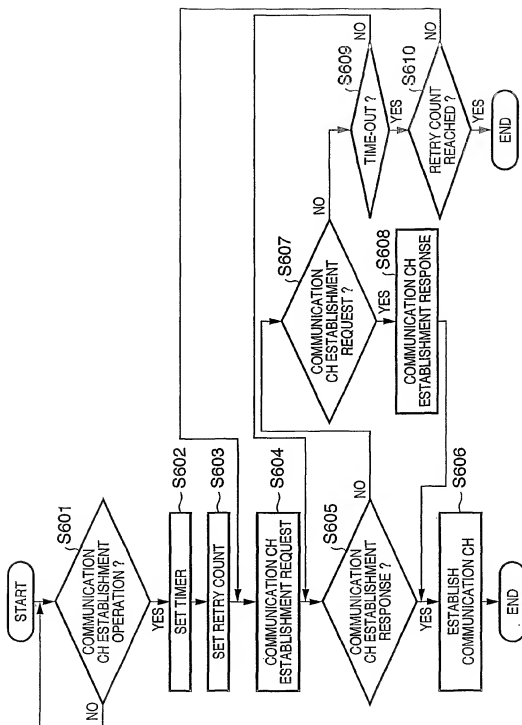 START
S601
COMMUNICATION
CH ESTABLISHMENT
OPERATION ?
NO
YES
S602
SET TIMER
S603
SET RETRY COUNT
S604
COMMUNICATION CH
ESTABLISHMENT REQUEST
S605
COMMUNICATION
CH ESTABLISHMENT
RESPONSE ?
NO
YES
S606
ESTABLISH
COMMUNICATION CH
END
S607
COMMUNICATION
CH ESTABLISHMENT
REQUEST ?
NO
YES
S608
COMMUNICATION CH
ESTABLISHMENT RESPONSE
S609
TIME-OUT ?
NO
YES
S610
RETRY COUNT
REACHED ?
NO
YES
END